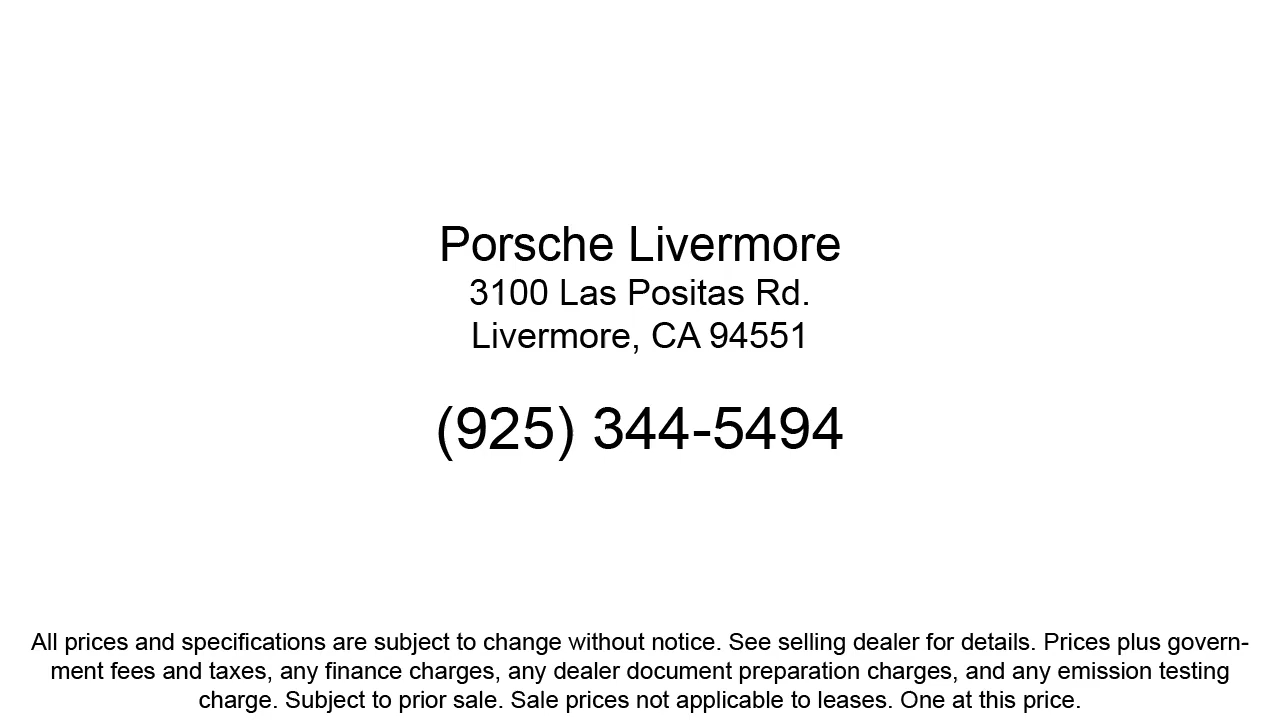 Porsche Livermore
3100 Las Positas Rd.
Livermore, CA 94551
(925) 344-5494
All prices and specifications are subject to change without notice. See selling dealer for details. Prices plus govern-
ment fees and taxes, any finance charges, any dealer document preparation charges, and any emission testing
charge. Subject to prior sale. Sale prices not applicable to leases. One at this price.